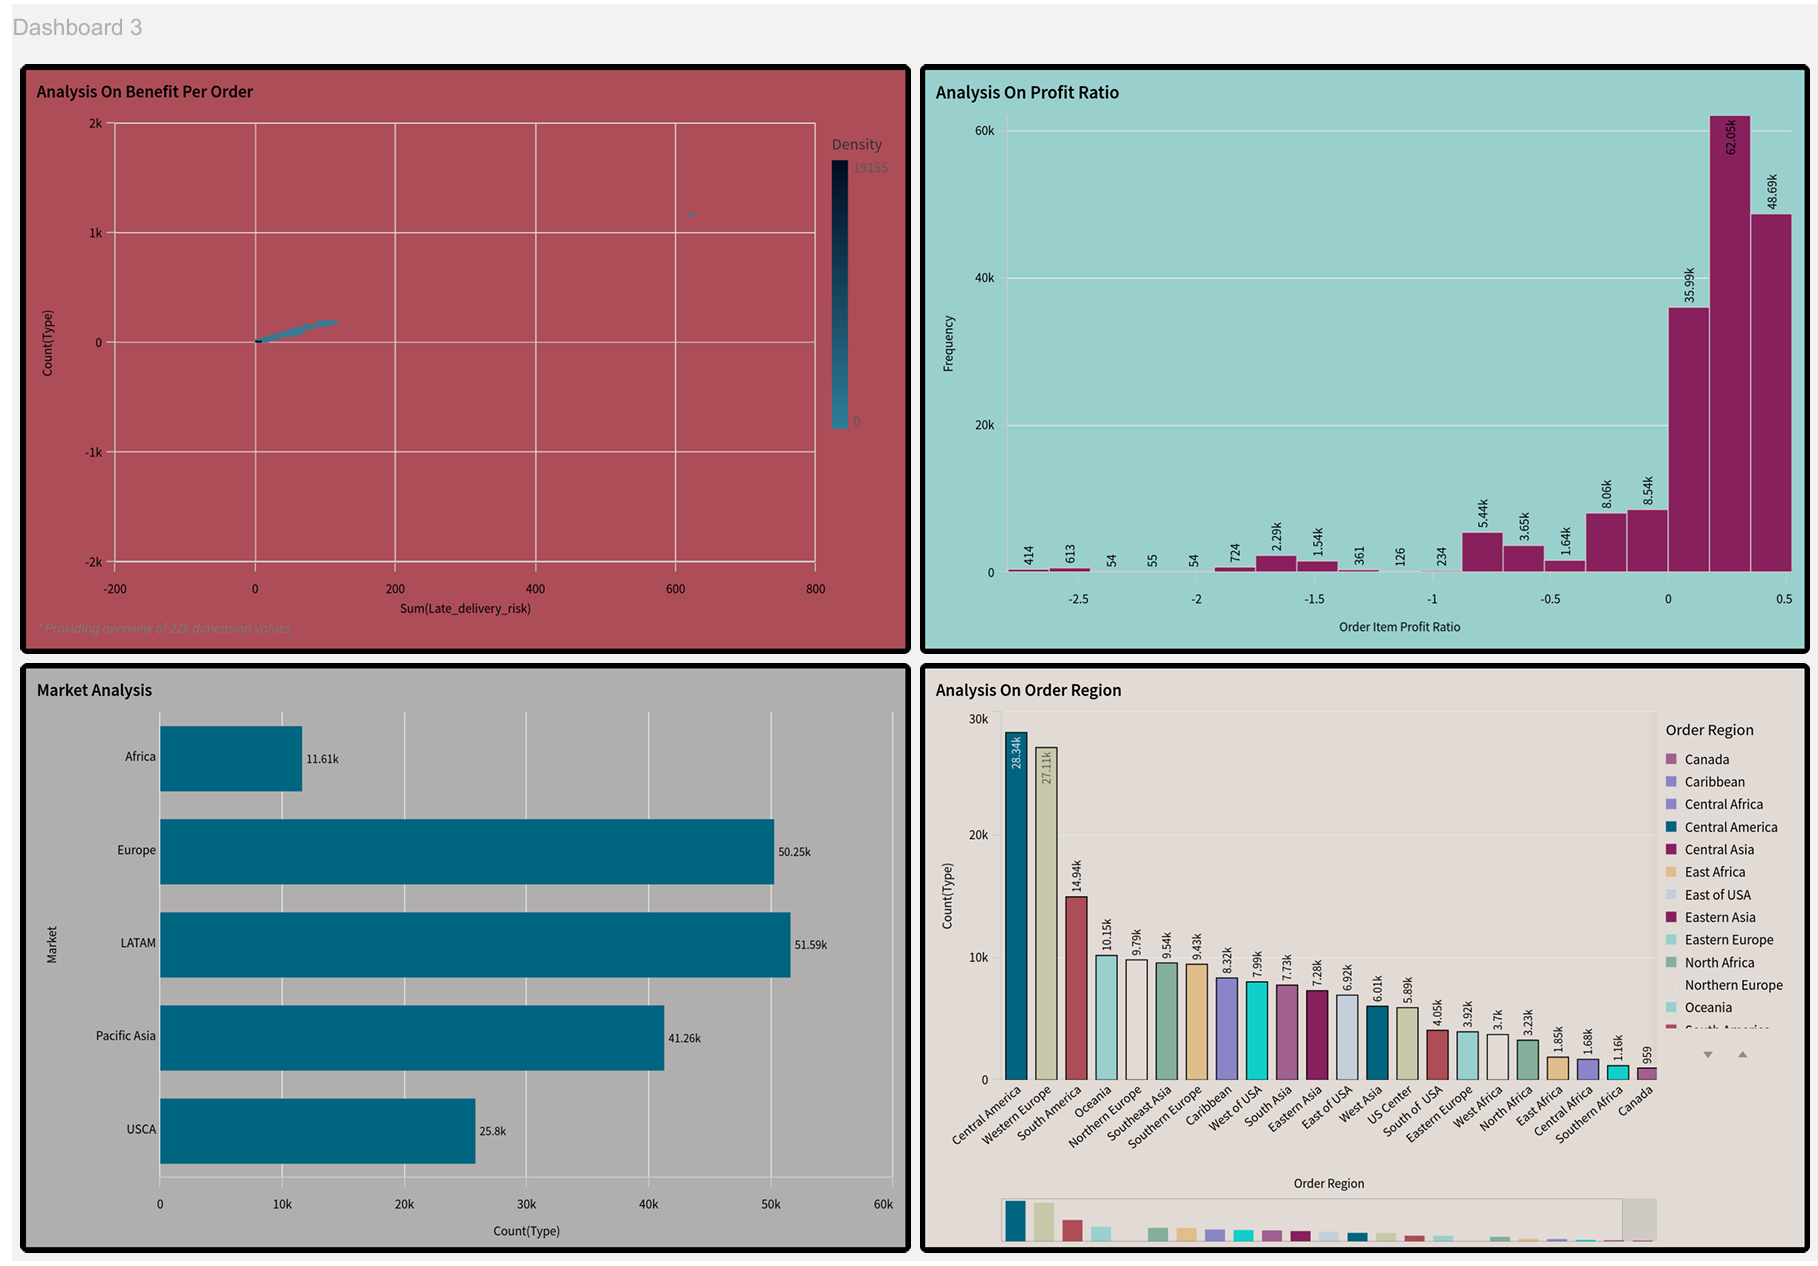 Dashboard 3
Analysis On Benefit Per Order
2k
1k
0
-1k
-2k
Count(Type)
-200
0
200
400
600
800
Sum(Late_delivery_risk)
* Providing overview of 22k dimension values.
Density
19155
0
Analysis On Profit Ratio
60k
40k
20k
0
Frequency
414
613
54
55
54
724
2.29k
1.54k
361
126
234
5.44k
3.65k
1.64k
8.06k
8.54k
35.99k
62.05k
48.69k
-2.5
-2
-1.5
-1
-0.5
0
0.5
Order Item Profit Ratio
Market Analysis
Market
Africa
11.61k
Europe
50.25k
LATAM
51.59k
Pacific Asia
41.26k
USCA
25.8k
0
10k
20k
30k
40k
50k
60k
Count(Type)
Analysis On Order Region
30k
20k
10k
0
Count(Type)
28.34k
27.11k
14.94k
10.15k
9.79k
9.54k
9.43k
8.32k
7.99k
7.73k
7.28k
6.92k
6.01k
5.89k
4.05k
3.92k
3.7k
3.23k
1.85k
1.68k
1.16k
959
Central America
Western Europe
South America
Oceania
Northern Europe
Southeast Asia
Southern Europe
Caribbean
West of USA
South Asia
Eastern Asia
East of USA
West Asia
US Center
South of  USA
Eastern Europe
West Africa
North Africa
East Africa
Central Africa
Southern Africa
Canada
Order Region
Order Region
Canada
Caribbean
Central Africa
Central America
Central Asia
East Africa
East of USA
Eastern Asia
Eastern Europe
North Africa
Northern Europe
Oceania